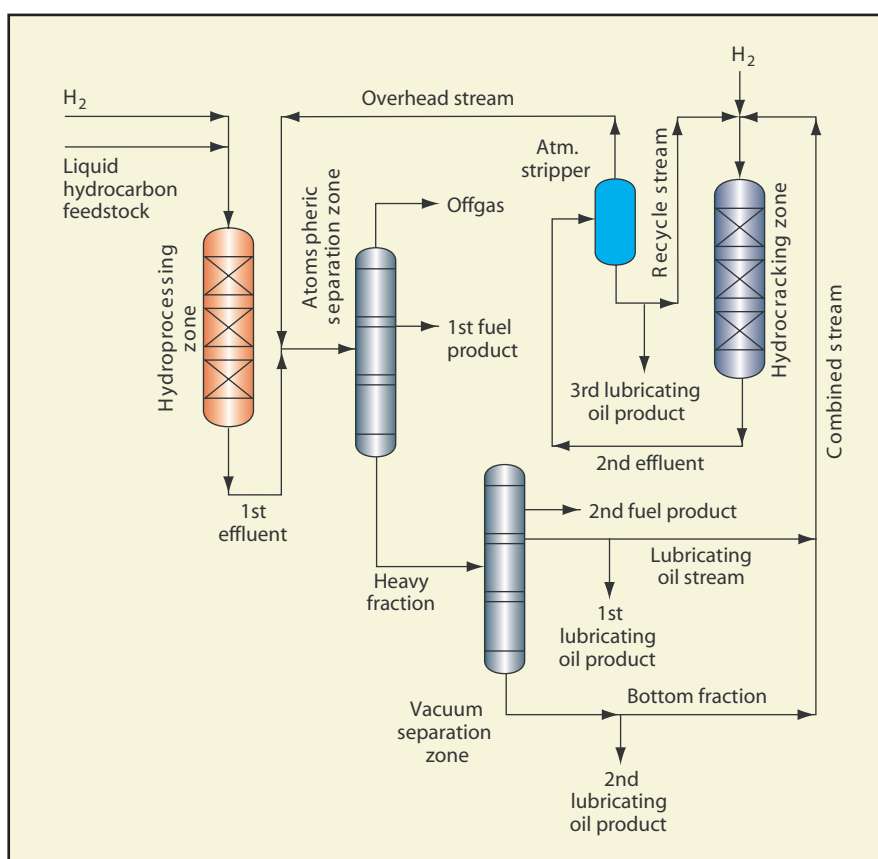 H2
Overhead stream
H2
Liquid
hydrocarbon
feedstock
Atm.
stripper
Recycle stream
Atomspheric
separation zone
Offgas
Hydroprocessing
zone
1st fuel
product
Hydrocracking zone
3rd lubricating
oil product
Combined stream
2nd effluent
1st
effluent
2nd fuel product
Heavy
fraction
Lubricating
oil stream
1st
lubricating
oil product
Bottom fraction
Vacuum
separation
zone
2nd
lubricating
oil product